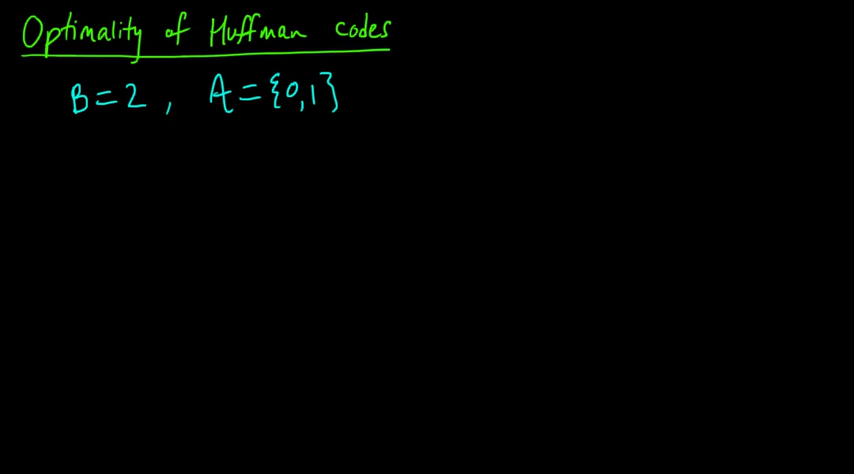 Optimality of Huffman codes
B=2, A={0,1}